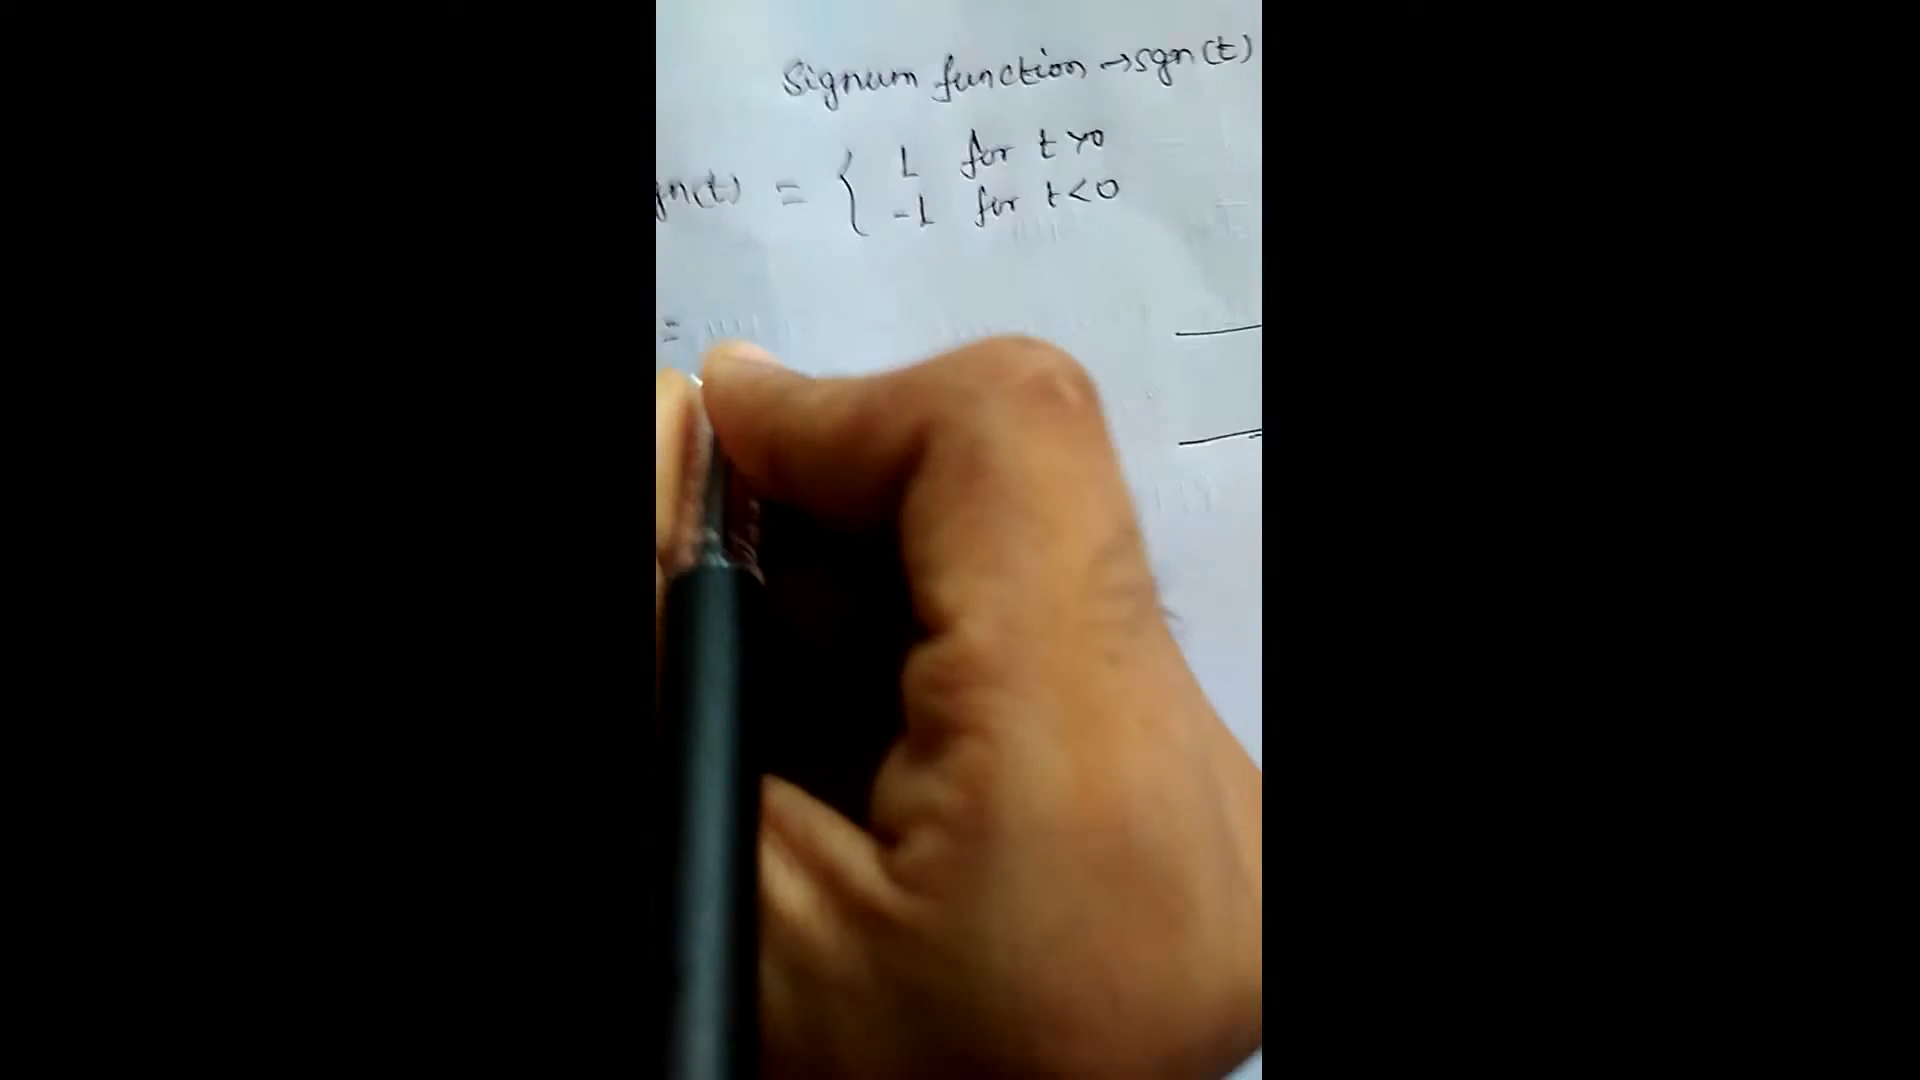 Signum function → sgn(t)
gn(t) = { 1 for t>0
-1 for t<0
=